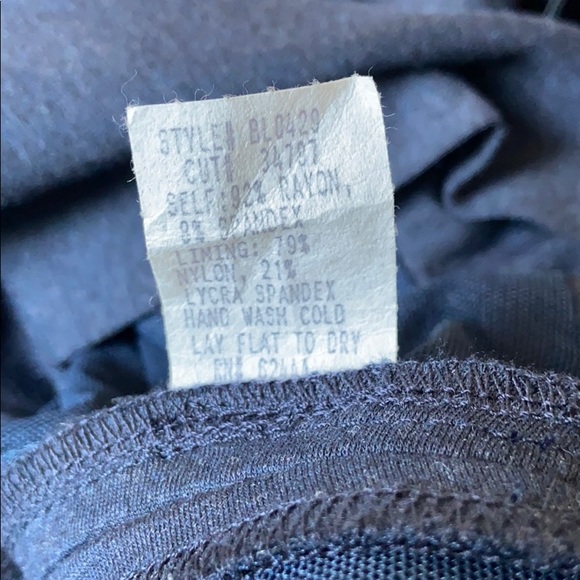 STYLE# BL0429
CUT# 34787
SELF:92% RAYON,
8% SPANDEX
LINING: 79%
NYLON, 21%
LYCRA SPANDEX
HAND WASH COLD
LAY FLAT TO DRY
RN#